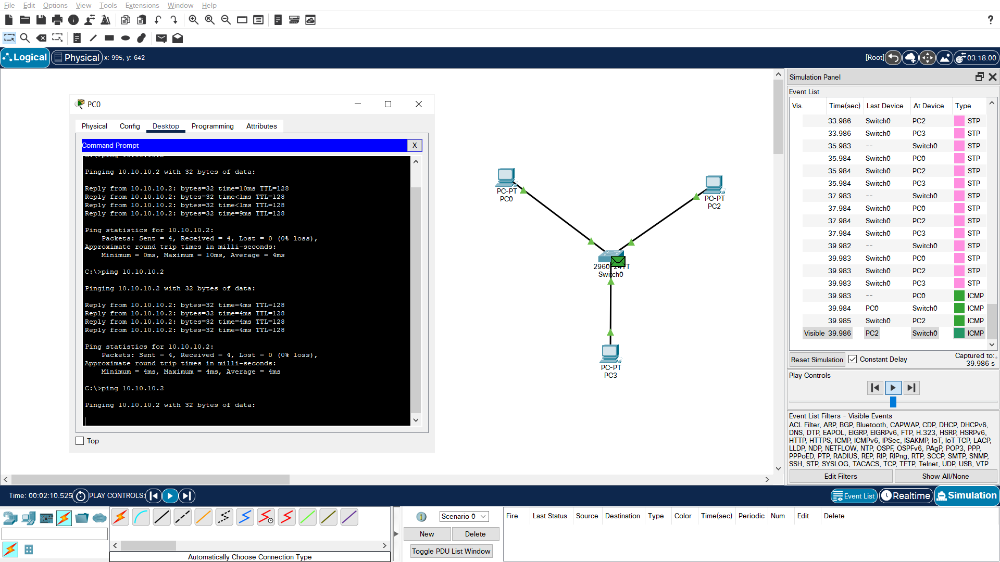 File Edit Options View Tools Extensions Window Help
?
Logical Physical x: 995, y: 642
[Root] 03:18:00
PC0
Physical Config Desktop Programming Attributes
Command Prompt X
C:\>ping 10.10.10.2
Pinging 10.10.10.2 with 32 bytes of data:
Reply from 10.10.10.2: bytes=32 time=10ms TTL=128
Reply from 10.10.10.2: bytes=32 time<1ms TTL=128
Reply from 10.10.10.2: bytes=32 time<1ms TTL=128
Reply from 10.10.10.2: bytes=32 time=9ms TTL=128
Ping statistics for 10.10.10.2:
Packets: Sent = 4, Received = 4, Lost = 0 (0% loss),
Approximate round trip times in milli-seconds:
Minimum = 0ms, Maximum = 10ms, Average = 4ms
C:\>ping 10.10.10.2
Pinging 10.10.10.2 with 32 bytes of data:
Reply from 10.10.10.2: bytes=32 time=4ms TTL=128
Reply from 10.10.10.2: bytes=32 time=4ms TTL=128
Reply from 10.10.10.2: bytes=32 time=4ms TTL=128
Reply from 10.10.10.2: bytes=32 time=4ms TTL=128
Ping statistics for 10.10.10.2:
Packets: Sent = 4, Received = 4, Lost = 0 (0% loss),
Approximate round trip times in milli-seconds:
Minimum = 4ms, Maximum = 4ms, Average = 4ms
C:\>ping 10.10.10.2
Pinging 10.10.10.2 with 32 bytes of data:
Top
PC-PT
PC0
PC-PT
PC2
2960-24TT
Switch0
PC-PT
PC3
Simulation Panel
Event List
Vis. Time(sec) Last Device At Device Type
33.986 Switch0 PC2 STP
33.986 Switch0 PC3 STP
35.983 -- Switch0 STP
35.984 Switch0 PC0 STP
35.984 Switch0 PC2 STP
35.984 Switch0 PC3 STP
37.983 -- Switch0 STP
37.984 Switch0 PC0 STP
37.984 Switch0 PC2 STP
37.984 Switch0 PC3 STP
39.982 -- Switch0 STP
39.983 Switch0 PC0 STP
39.983 Switch0 PC2 STP
39.983 Switch0 PC3 STP
39.983 -- PC0 ICMP
39.984 PC0 Switch0 ICMP
39.985 Switch0 PC2 ICMP
Visible 39.986 PC2 Switch0 ICMP
Reset Simulation Constant Delay Captured to:
39.986 s
Play Controls
Event List Filters - Visible Events
ACL Filter, ARP, BGP, Bluetooth, CAPWAP, CDP, DHCP, DHCPv6,
DNS, DTP, EAPOL, EIGRP, EIGRPv6, FTP, H.323, HSRP, HSRPv6,
HTTP, HTTPS, ICMP, ICMPv6, IPSec, ISAKMP, IoT, IoT TCP, LACP,
LLDP, NDP, NETFLOW, NTP, OSPF, OSPFv6, PAgP, POP3, PPP,
PPPoED, PTP, RADIUS, REP, RIP, RIPng, RTP, SCCP, SMTP, SNMP,
SSH, STP, SYSLOG, TACACS, TCP, TFTP, Telnet, UDP, USB, VTP
Edit Filters Show All/None
Time: 00:02:10.525 PLAY CONTROLS: Event List Realtime Simulation
Scenario 0
New Delete
Toggle PDU List Window
Fire Last Status Source Destination Type Color Time(sec) Periodic Num Edit Delete
Automatically Choose Connection Type